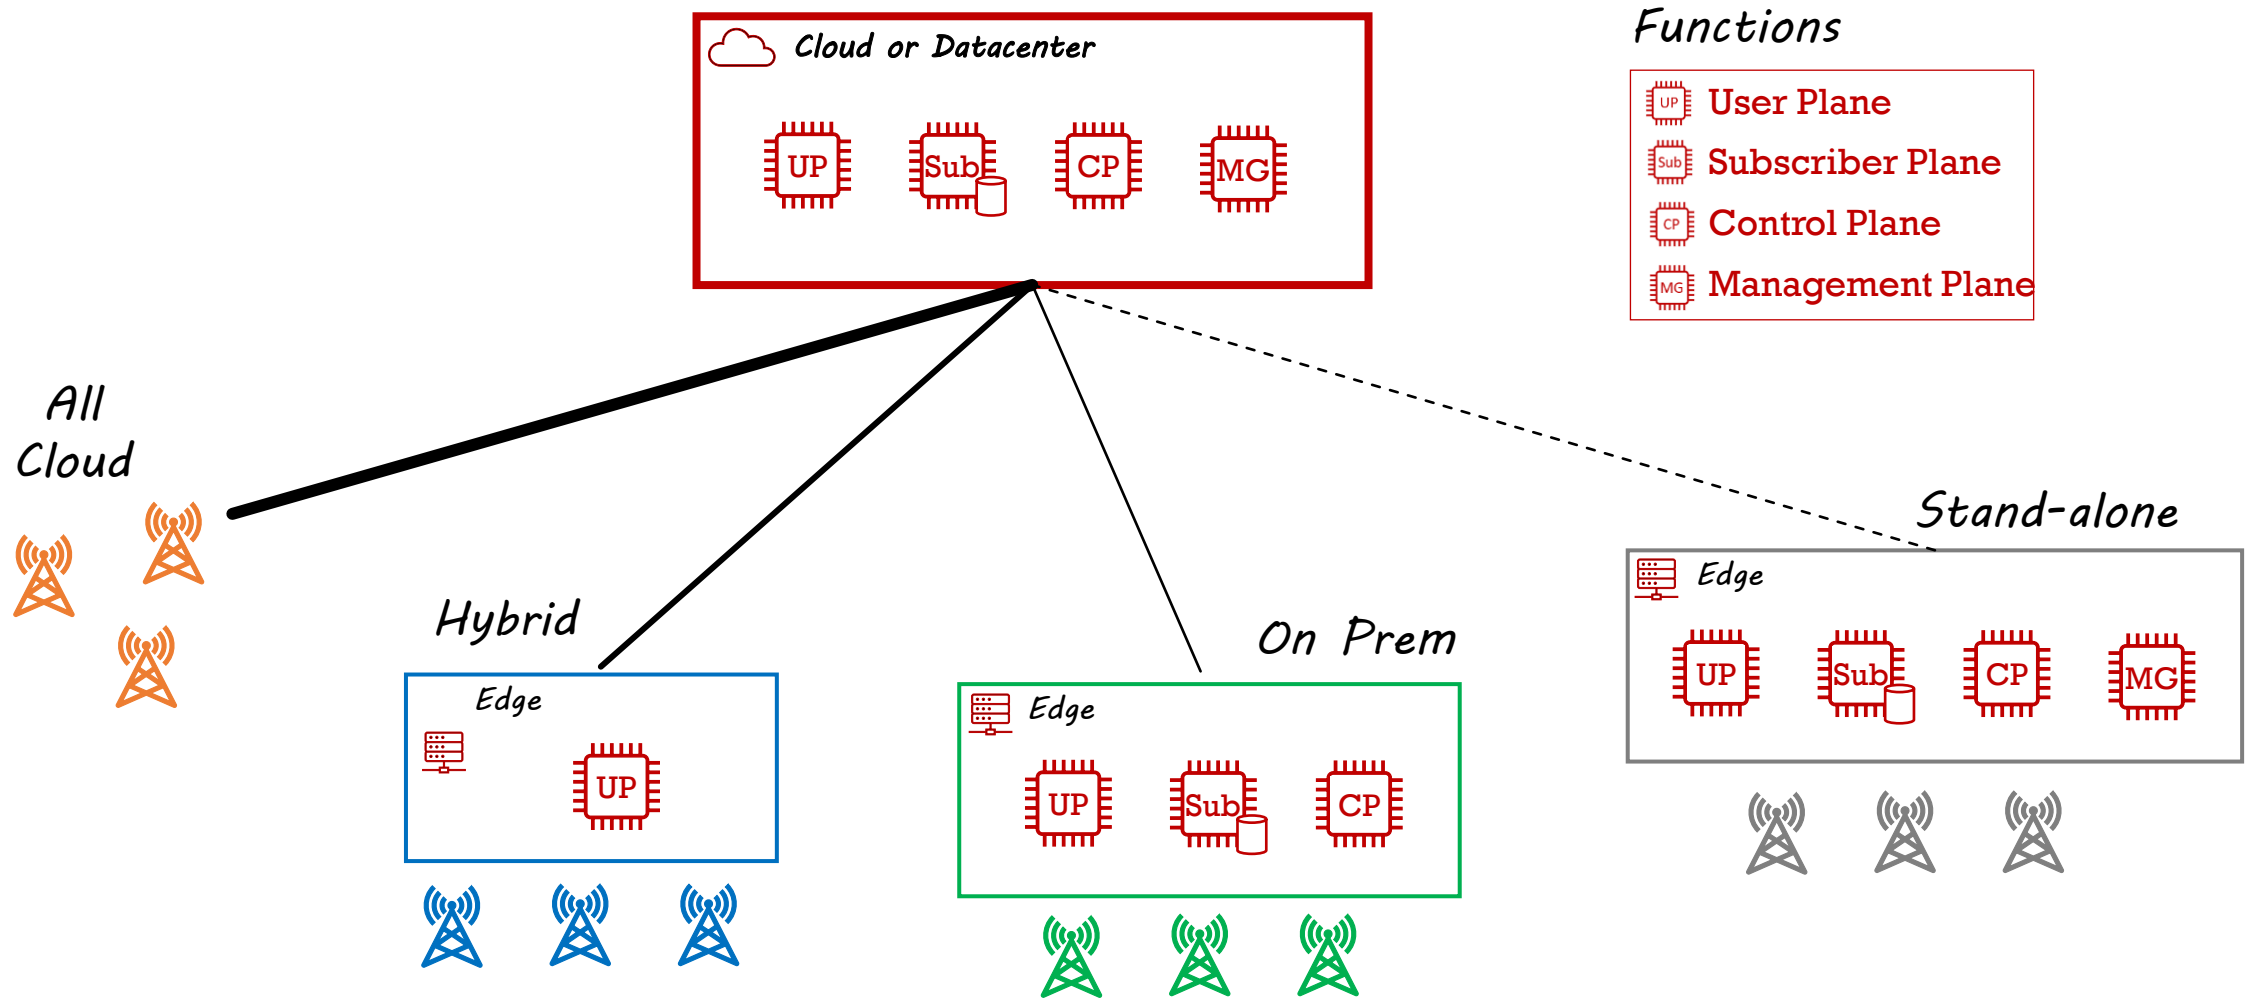 Cloud or Datacenter
UP
Sub
CP
MG
Functions
UP User Plane
Sub Subscriber Plane
CP Control Plane
MG Management Plane
All
Cloud
Hybrid
Edge
UP
On Prem
Edge
UP
Sub
CP
Stand-alone
Edge
UP
Sub
CP
MG